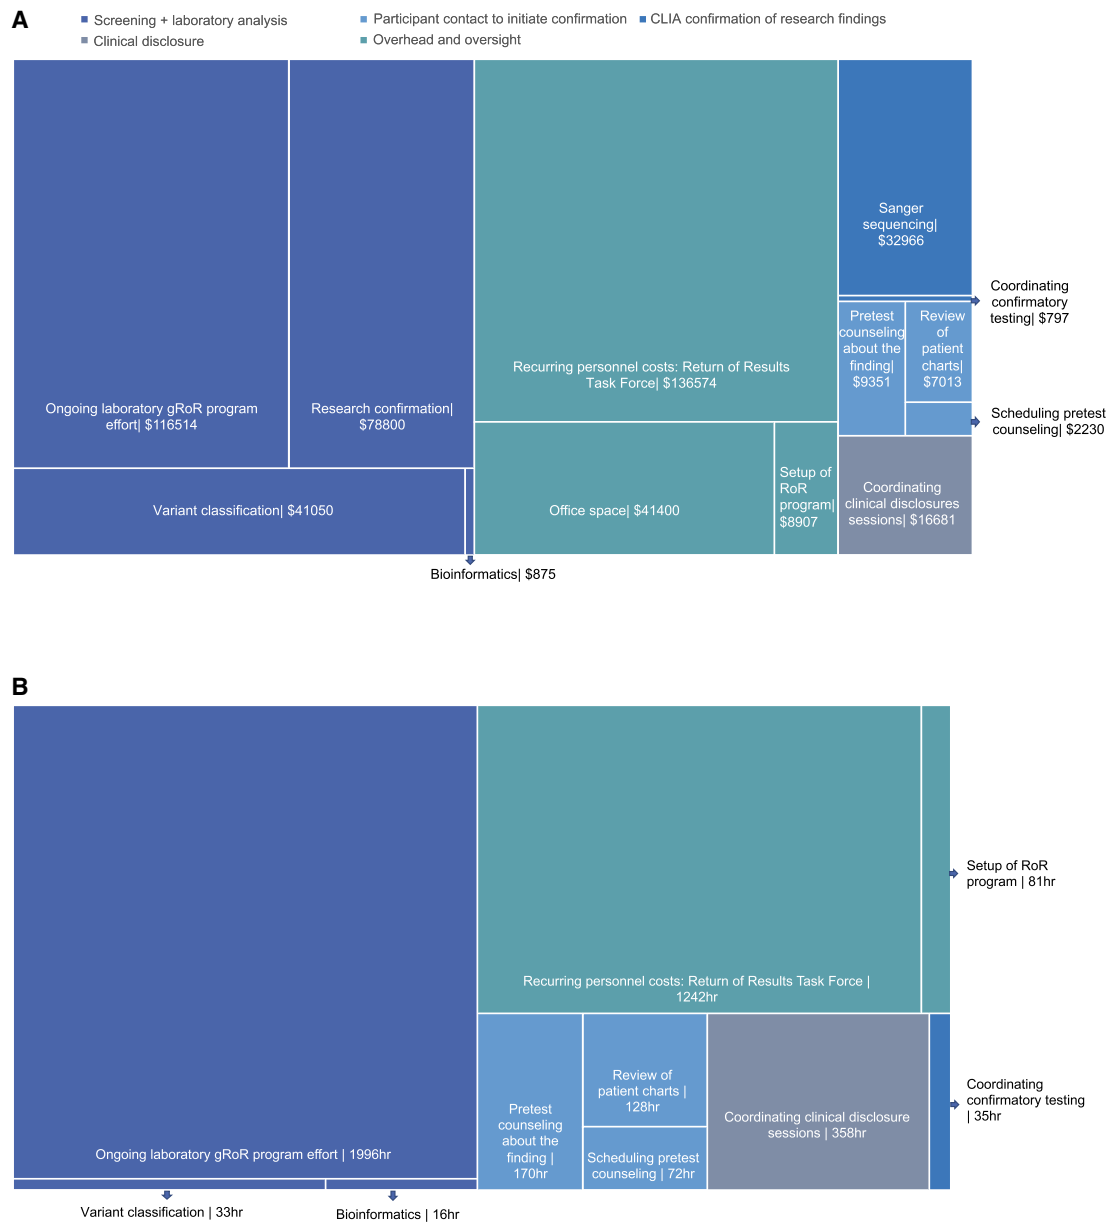 A
Screening + laboratory analysis
Participant contact to initiate confirmation
CLIA confirmation of research findings
Clinical disclosure
Overhead and oversight
Ongoing laboratory gRoR program
effort| $116514
Research confirmation|
$78800
Recurring personnel costs: Return of Results
Task Force| $136574
Sanger
sequencing|
$32966
Coordinating
confirmatory
testing| $797
Pretest
counseling
about the
finding|
$9351
Review
of
patient
charts|
$7013
Scheduling pretest
counseling| $2230
Variant classification| $41050
Office space| $41400
Setup of
RoR
program|
$8907
Coordinating
clinical disclosures
sessions| $16681
Bioinformatics| $875
B
Setup of RoR
program | 81hr
Recurring personnel costs: Return of Results Task Force |
1242hr
Ongoing laboratory gRoR program effort | 1996hr
Pretest
counseling
about the
finding |
170hr
Review of
patient charts |
128hr
Scheduling pretest
counseling | 72hr
Coordinating clinical disclosure
sessions | 358hr
Coordinating
confirmatory testing
| 35hr
Variant classification | 33hr
Bioinformatics | 16hr